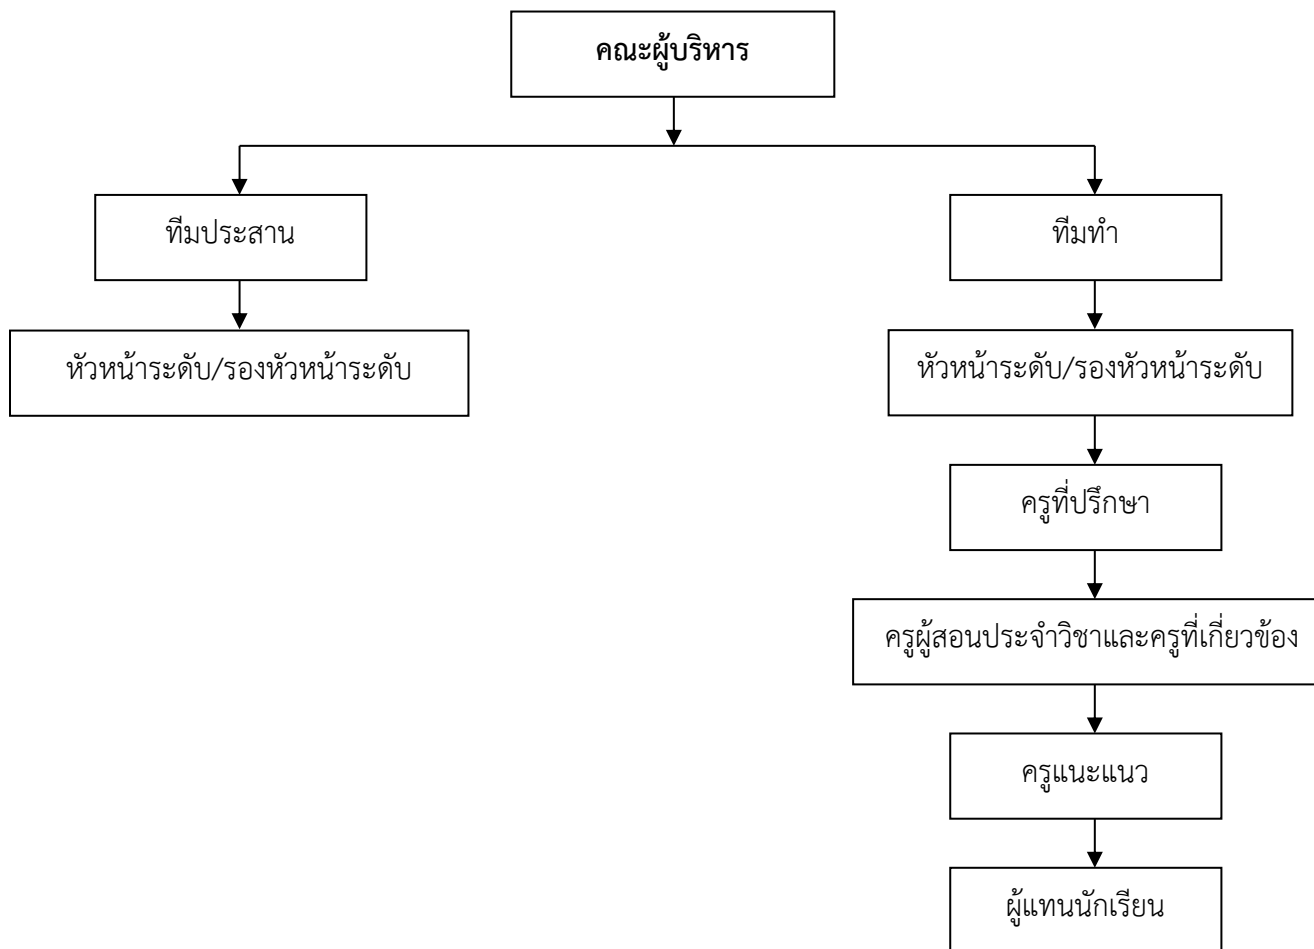 คณะผู้บริหาร
ทีมประสาน
ทีมทำ
หัวหน้าระดับ/รองหัวหน้าระดับ
หัวหน้าระดับ/รองหัวหน้าระดับ
ครูที่ปรึกษา
ครูผู้สอนประจำวิชาและครูที่เกี่ยวข้อง
ครูแนะแนว
ผู้แทนนักเรียน